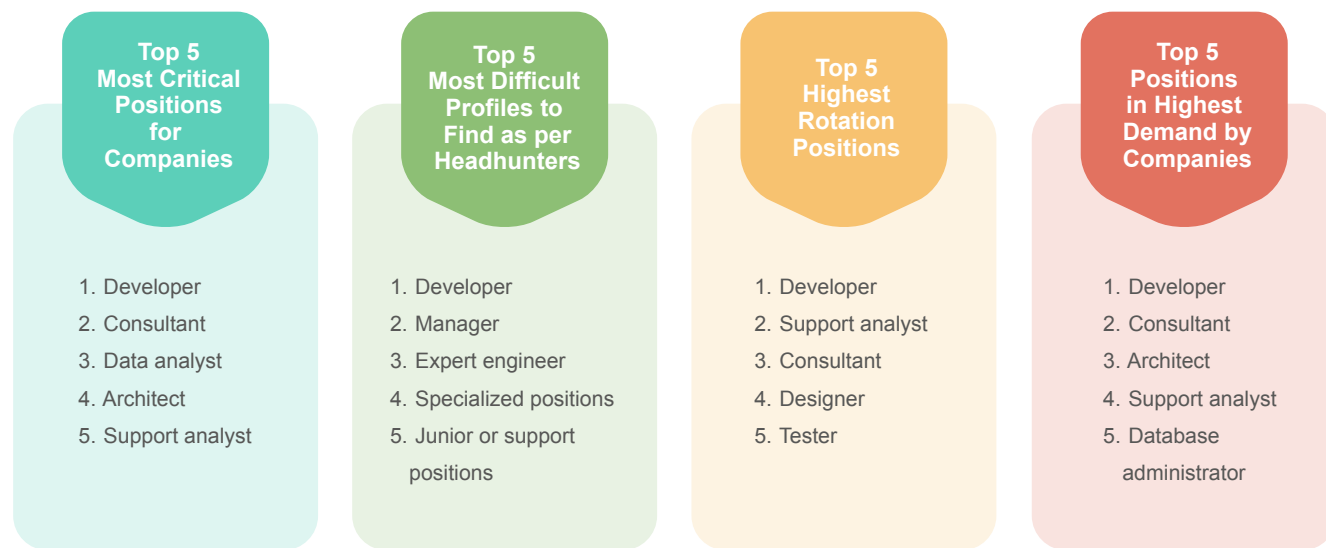 Top 5
Most Critical
Positions
for
Companies
1. Developer
2. Consultant
3. Data analyst
4. Architect
5. Support analyst
Top 5
Most Difficult
Profiles to
Find as per
Headhunters
1. Developer
2. Manager
3. Expert engineer
4. Specialized positions
5. Junior or support
positions
Top 5
Highest
Rotation
Positions
1. Developer
2. Support analyst
3. Consultant
4. Designer
5. Tester
Top 5
Positions
in Highest
Demand by
Companies
1. Developer
2. Consultant
3. Architect
4. Support analyst
5. Database
administrator